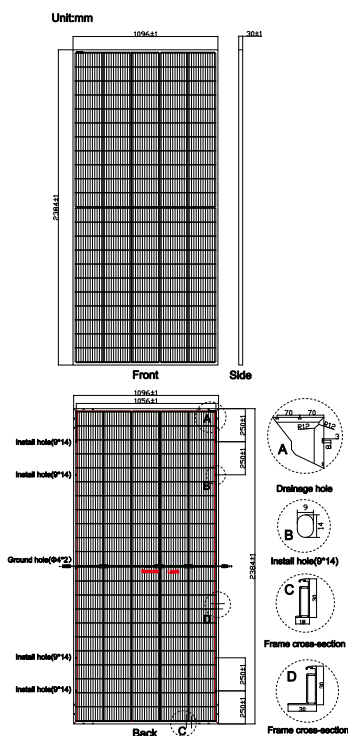 Unit:mm
1096±1
30±1
2384±1
Front
Side
1096±1
1056±1
A
250±1
Install hole(9*14)
250±1
Install hole(9*14)
B
Ground hole(Φ4*2)
2384±1
D
Install hole(9*14)
250±1
Install hole(9*14)
250±1
Back
C
70
70
R12
R12
3
8
A
Drainage hole
9
B
14
Install hole(9*14)
C
30
18
Frame cross-section
D
30
30
Frame cross-section